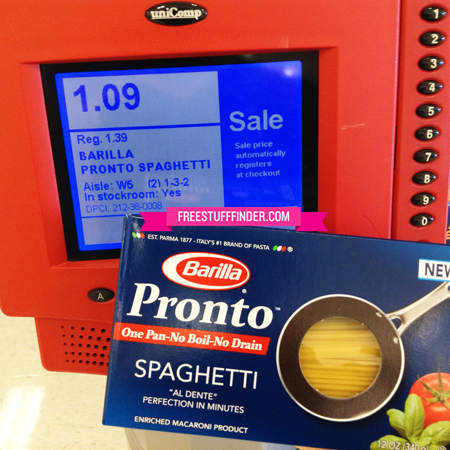 uniComp
1.09
Sale
Reg. 1.39
BARILLA
PRONTO SPAGHETTI
Sale price
automatically
registers
at checkout
Aisle: W5 (2) 1-3-2
In stockroom: Yes
DPCI: 212-38-0008
1
2
3
4
5
6
7
8
9
0
A
FREESTUFFFINDER.COM
EST. PARMA 1877 - ITALY'S #1 BRAND OF PASTA
Barilla
NEW
Pronto™
One Pan-No Boil-No Drain
SPAGHETTI
"AL DENTE"
PERFECTION IN MINUTES
ENRICHED MACARONI PRODUCT
12 OZ (340